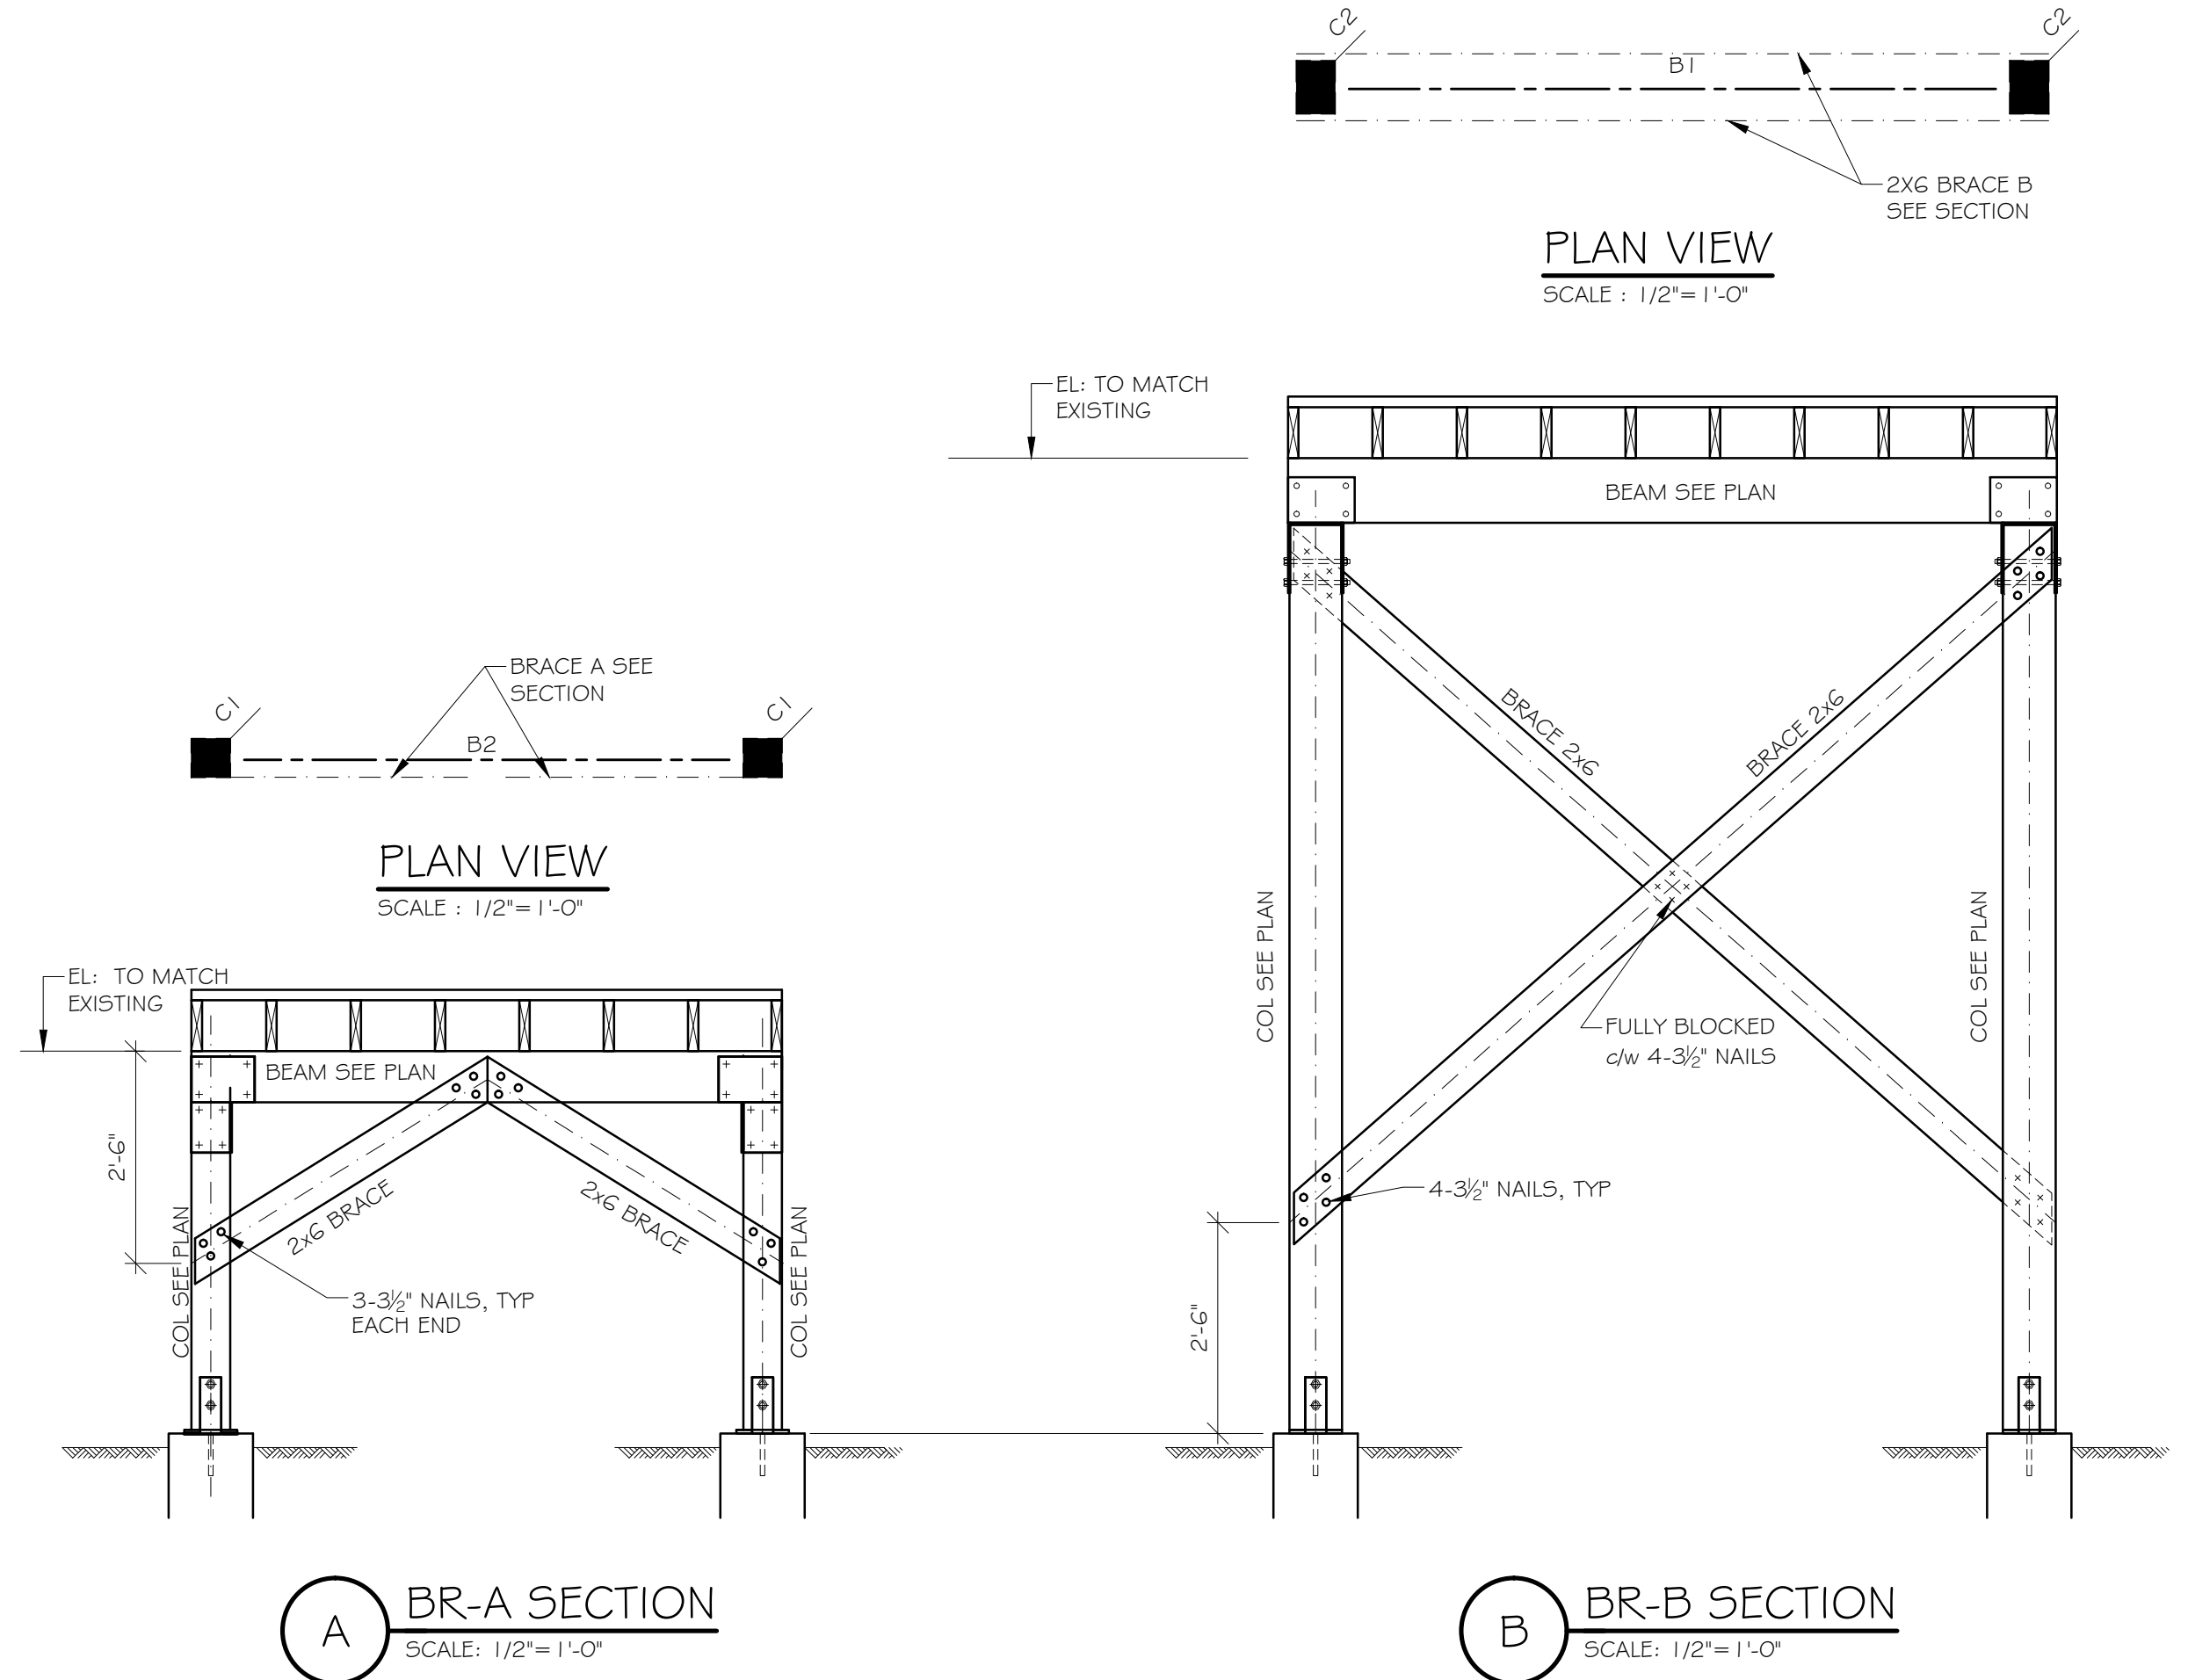 C2
C2
B1
2X6 BRACE B
SEE SECTION
PLAN VIEW
SCALE : 1/2"= 1'-0"
EL: TO MATCH
EXISTING
BEAM SEE PLAN
BRACE A SEE
SECTION
C1
C1
B2
BRACE 2x6
BRACE 2x6
PLAN VIEW
SCALE : 1/2"= 1'-0"
COL SEE PLAN
COL SEE PLAN
EL: TO MATCH
EXISTING
BEAM SEE PLAN
FULLY BLOCKED
c/w 4-3½" NAILS
2'-6"
2x6 BRACE
2x6 BRACE
4-3½" NAILS, TYP
COL SEE PLAN
COL SEE PLAN
3-3½" NAILS, TYP
EACH END
2'-6"
A
BR-A SECTION
SCALE: 1/2"= 1'-0"
B
BR-B SECTION
SCALE: 1/2"= 1'-0"